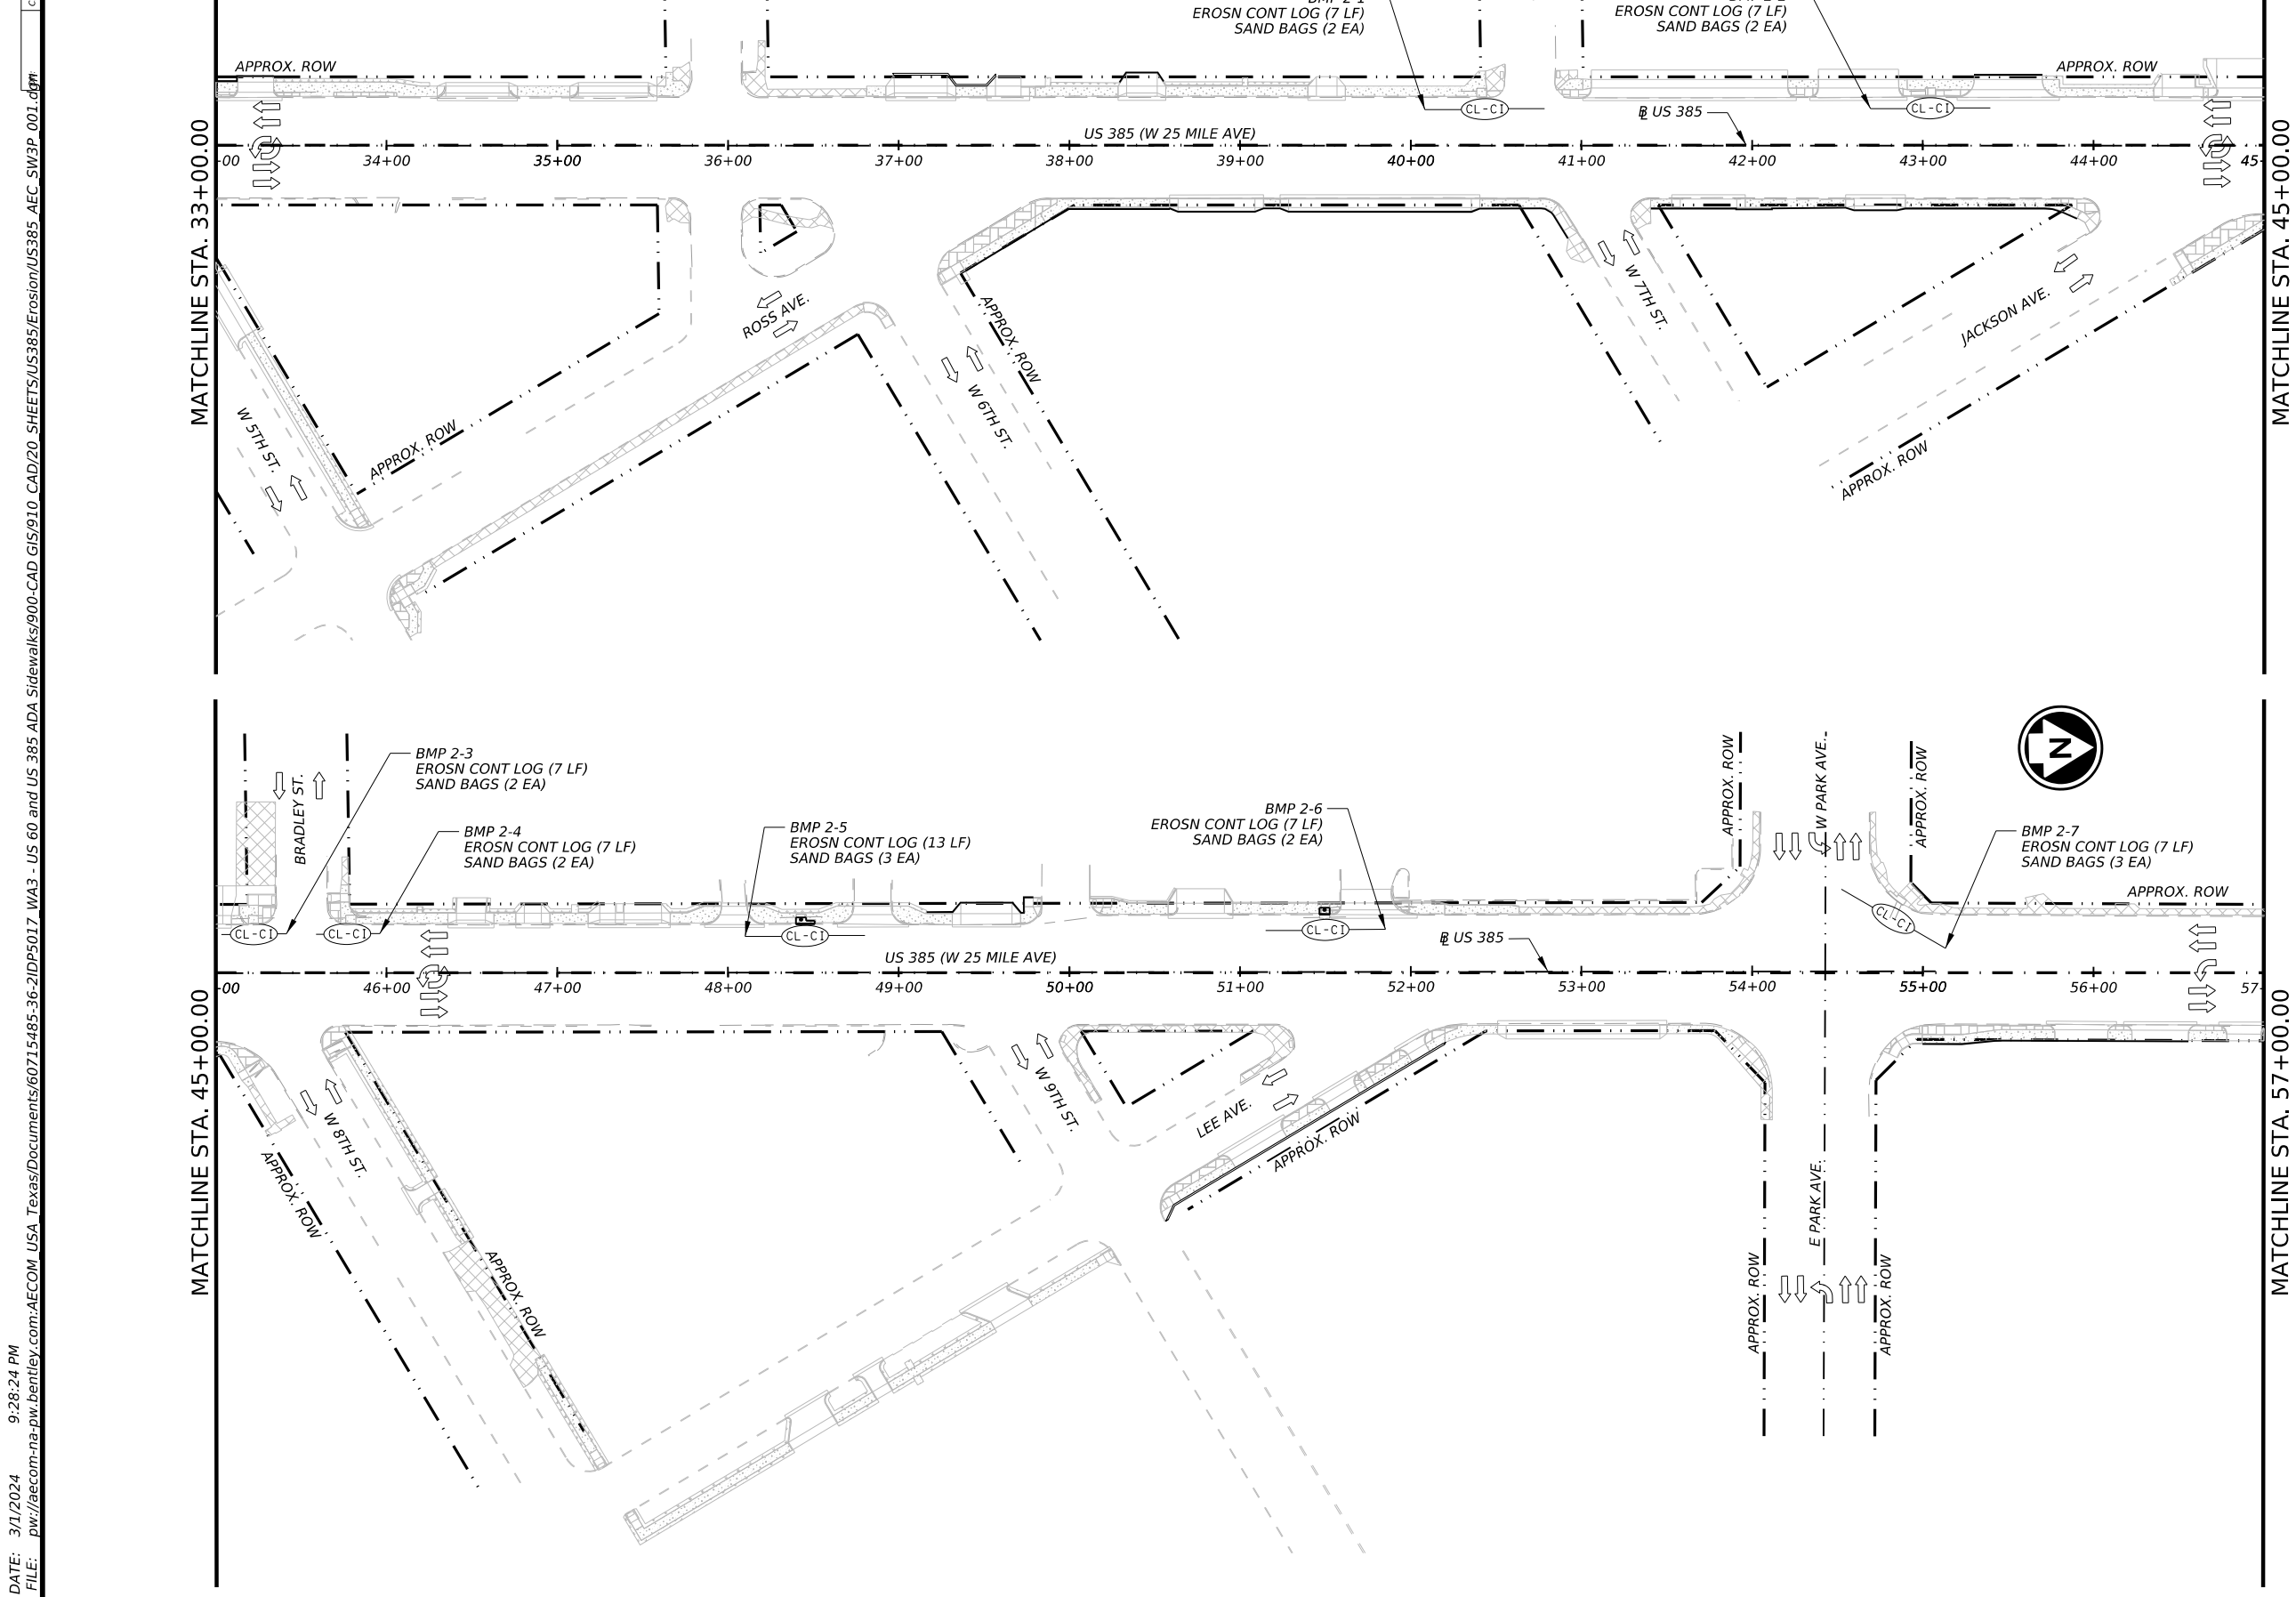 EROSN CONT LOG (7 LF)
SAND BAGS (2 EA)
EROSN CONT LOG (7 LF)
SAND BAGS (2 EA)
APPROX. ROW
APPROX. ROW
CL-CI
CL-CI
US 385
US 385 (W 25 MILE AVE)
-00
34+00
35+00
36+00
37+00
38+00
39+00
40+00
41+00
42+00
43+00
44+00
45
MATCHLINE STA. 33+00.00
MATCHLINE STA. 45+00.00
W 5TH ST.
APPROX. ROW
ROSS AVE.
APPROX. ROW
W 6TH ST.
W 7TH ST.
JACKSON AVE.
APPROX. ROW
N
BRADLEY ST.
BMP 2-3
EROSN CONT LOG (7 LF)
SAND BAGS (2 EA)
BMP 2-4
EROSN CONT LOG (7 LF)
SAND BAGS (2 EA)
BMP 2-5
EROSN CONT LOG (13 LF)
SAND BAGS (3 EA)
BMP 2-6
EROSN CONT LOG (7 LF)
SAND BAGS (2 EA)
APPROX. ROW
W PARK AVE.
APPROX. ROW
BMP 2-7
EROSN CONT LOG (7 LF)
SAND BAGS (3 EA)
APPROX. ROW
CL-CI
CL-CI
CL-CI
CL-CI
CL-CI
US 385
US 385 (W 25 MILE AVE)
-00
46+00
47+00
48+00
49+00
50+00
51+00
52+00
53+00
54+00
55+00
56+00
57
MATCHLINE STA. 45+00.00
MATCHLINE STA. 57+00.00
W 8TH ST.
APPROX. ROW
APPROX. ROW
W 9TH ST.
LEE AVE.
APPROX. ROW
E PARK AVE.
APPROX. ROW
APPROX. ROW
DATE: 3/1/2024 9:28:24 PM
FILE: pw://aecom-na-pw.bentley.com:AECOM_USA_Texas/Documents/60715485-36-2IDP5017_WA3 - US 60 and US 385 ADA Sidewalks/900-CAD GIS/910_CAD/20_SHEETS/US385/Erosion/US385_AEC_SW3P_001.dgn